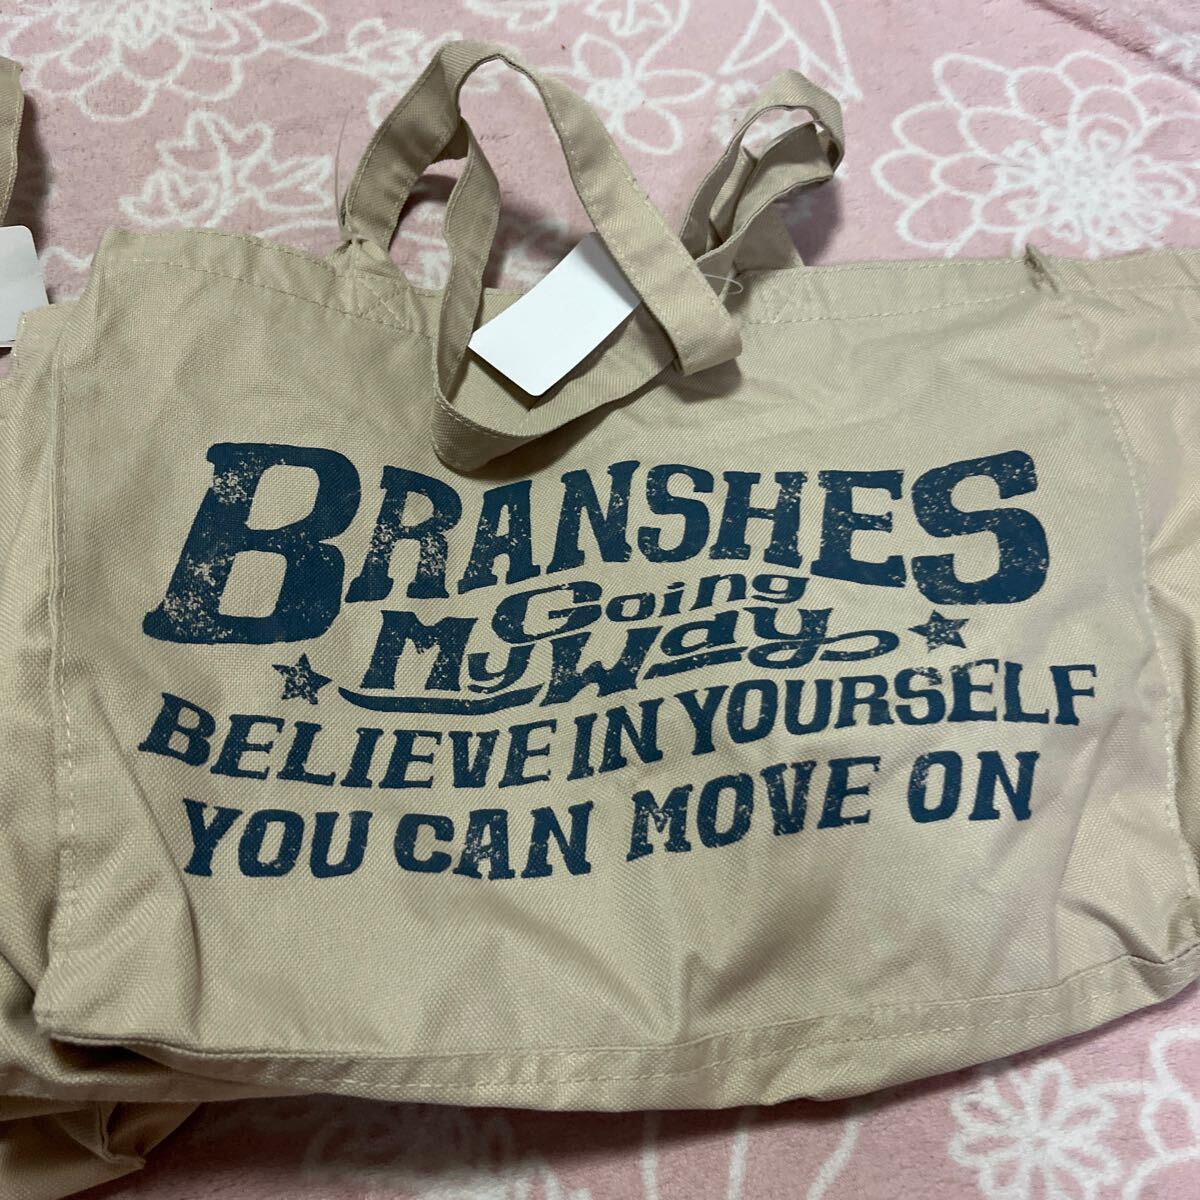 BRANSHES
Going
My Way
BELIEVE IN YOURSELF
YOU CAN MOVE ON